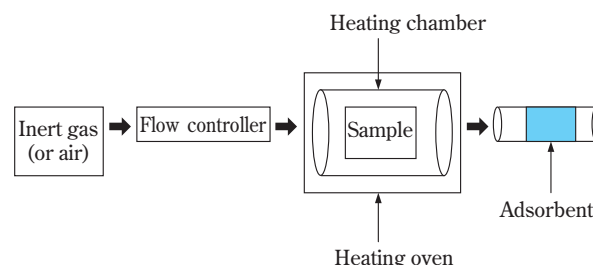 Heating chamber
Inert gas
(or air)
Flow controller
Sample
Adsorbent
Heating oven